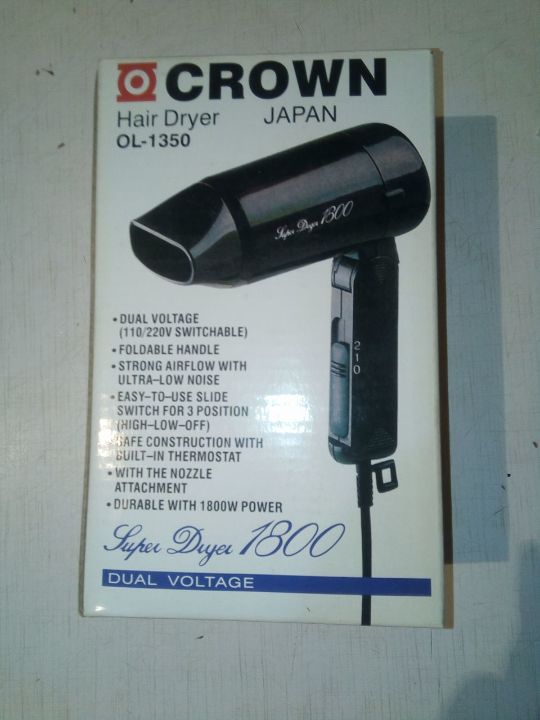 CROWN
Hair Dryer JAPAN
OL-1350
Super Dryer 1300
• DUAL VOLTAGE
(110/220V SWITCHABLE)
• FOLDABLE HANDLE
• STRONG AIRFLOW WITH
ULTRA-LOW NOISE
• EASY-TO-USE SLIDE
SWITCH FOR 3 POSITION
(HIGH-LOW-OFF)
SAFE CONSTRUCTION WITH
BUILT-IN THERMOSTAT
• WITH THE NOZZLE
ATTACHMENT
• DURABLE WITH 1800W POWER
2
1
0
Super Dryer 1800
DUAL VOLTAGE